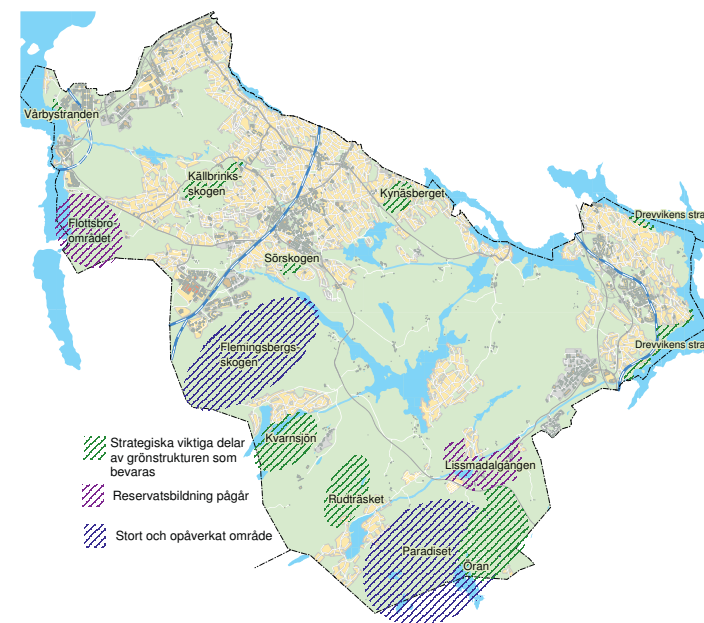 Vårbystranden
Källbrinks-
skogen
Kynäsberget
Flottsbro-
området
Drevvikens stra
Sörskogen
Flemingsbergs-
skogen
Drevvikens stra
Kvarnsjön
Strategiska viktiga delar
av grönstrukturen som
bevaras
Lissmadalgången
Reservatsbildning pågår
Rudträsket
Stort och opåverkat område
Paradiset
Oran